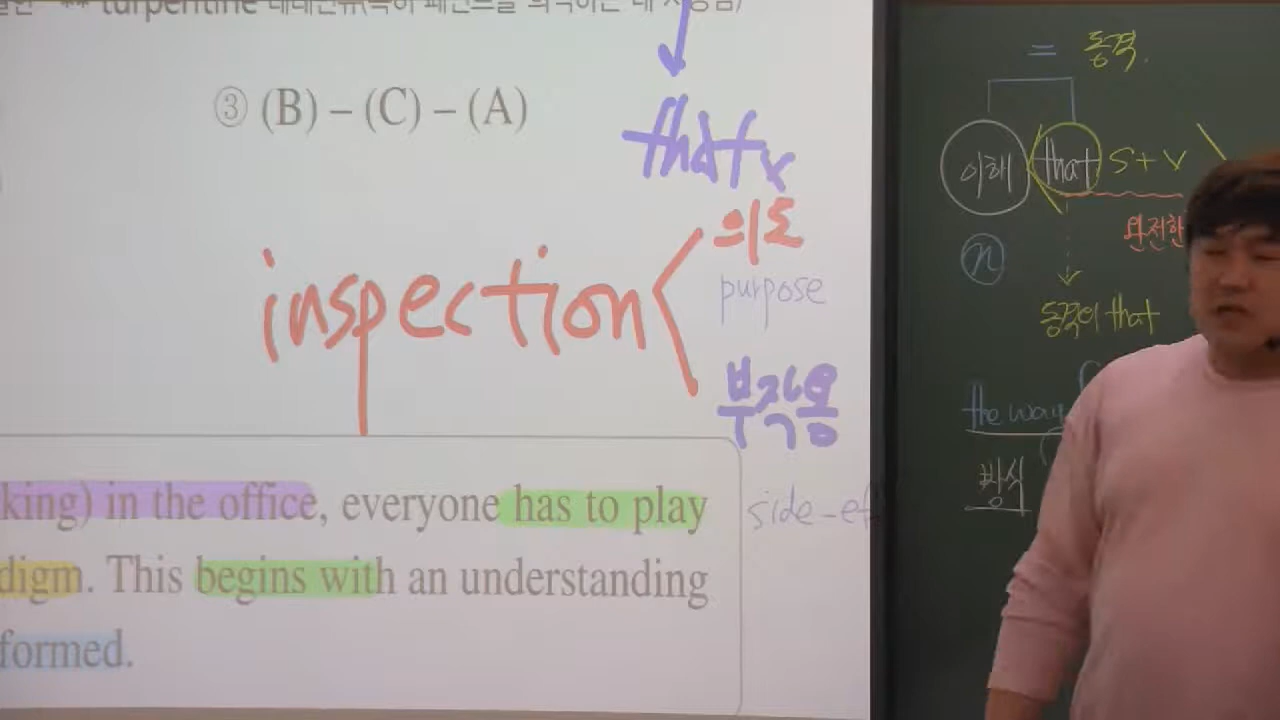 ** turpentine
③ (B) – (C) – (A)
that x
inspection
의도
purpose
부작용
side-ef
king) in the office, everyone has to play
digm. This begins with an understanding
formed.
= 동격.
이해 that S+V
완전한
n
동격의 that
the way
방식